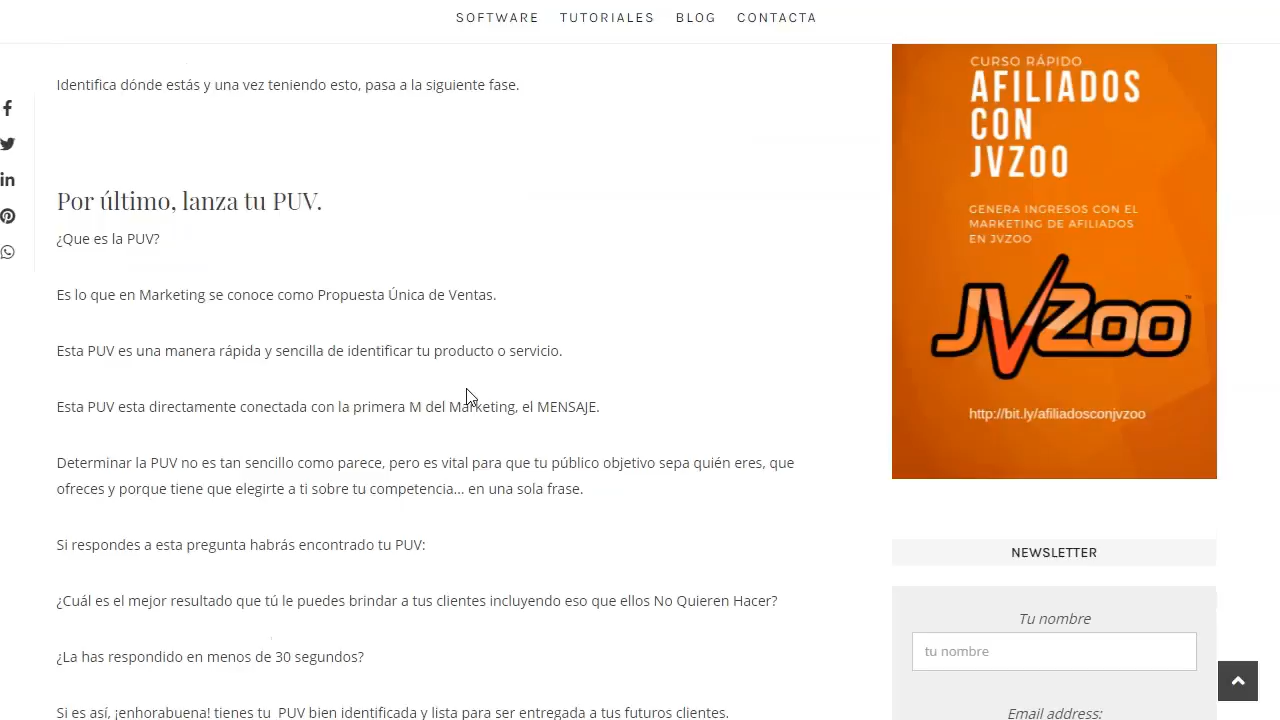 SOFTWARE TUTORIALES BLOG CONTACTA
Identifica dónde estás y una vez teniendo esto, pasa a la siguiente fase.
Por último, lanza tu PUV.
¿Que es la PUV?
Es lo que en Marketing se conoce como Propuesta Única de Ventas.
Esta PUV es una manera rápida y sencilla de identificar tu producto o servicio.
Esta PUV esta directamente conectada con la primera M del Marketing, el MENSAJE.
Determinar la PUV no es tan sencillo como parece, pero es vital para que tu público objetivo sepa quién eres, que
ofreces y porque tiene que elegirte a ti sobre tu competencia... en una sola frase.
Si respondes a esta pregunta habrás encontrado tu PUV:
¿Cuál es el mejor resultado que tú le puedes brindar a tus clientes incluyendo eso que ellos No Quieren Hacer?
¿La has respondido en menos de 30 segundos?
Si es así, ¡enhorabuena! tienes tu PUV bien identificada y lista para ser entregada a tus futuros clientes.
CURSO RÁPIDO
AFILIADOS
CON
JVZOO
GENERA INGRESOS CON EL
MARKETING DE AFILIADOS
EN JVZOO
JVZoo™
http://bit.ly/afiliadosconjvzoo
NEWSLETTER
Tu nombre
tu nombre
Email address: